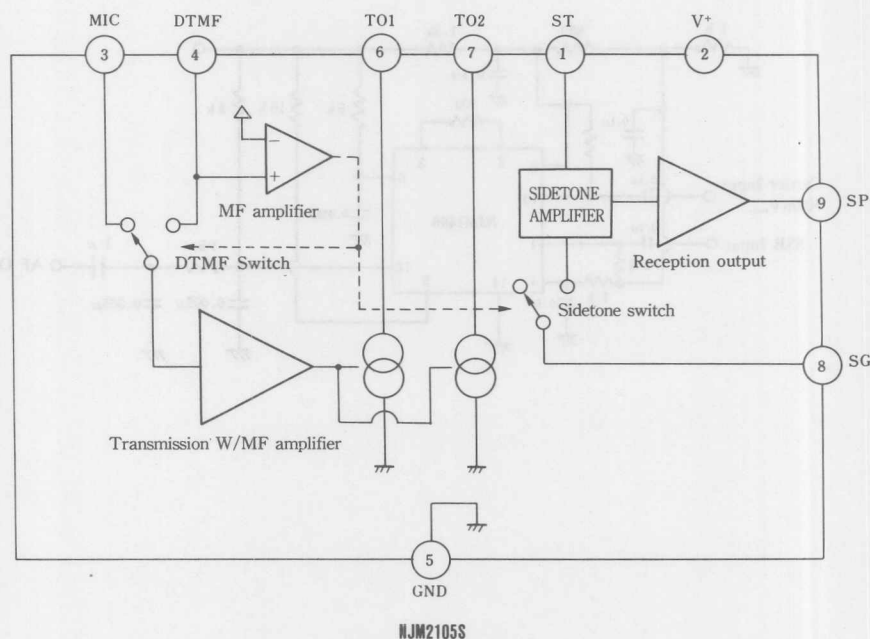 MIC DTMF TO1 TO2 ST V+
3 4 6 7 1 2
−
+
MF amplifier
SIDETONE
AMPLIFIER
9 SP
Reception output
DTMF Switch
Sidetone switch
8 SG
Transmission W/MF amplifier
5
GND
NJM2105S